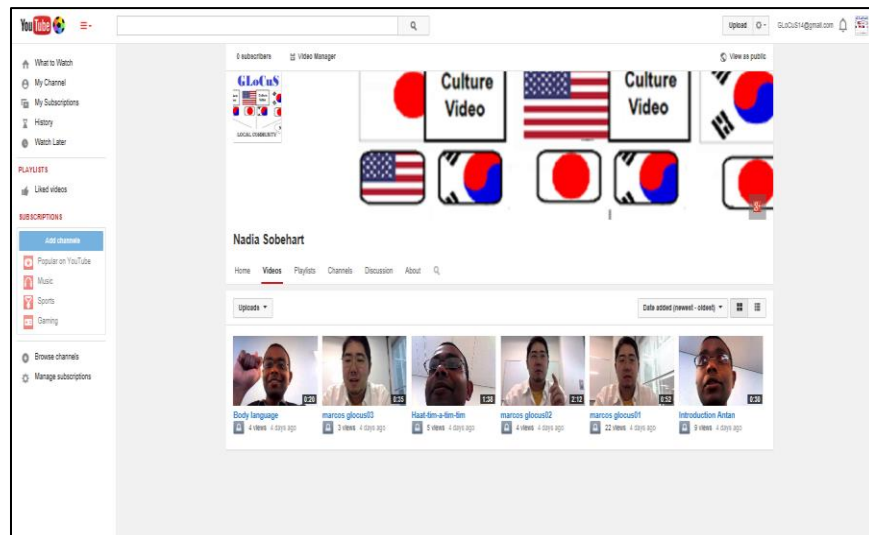 YouTube
Upload
GLoCuS14@gmail.com
What to Watch
My Channel
My Subscriptions
History
Watch Later
PLAYLISTS
Liked videos
SUBSCRIPTIONS
Add channels
Popular on YouTube
Music
Sports
Gaming
Browse channels
Manage subscriptions
0 subscribers
Video Manager
View as public
GLoCuS
Culture
LOCAL COMMUNITY
Culture
Video
Culture
Video
Nadia Sobehart
Home Videos Playlists Channels Discussion About
Uploads
Date added (newest - oldest)
0:20 0:35 1:38 2:12 0:52 0:30
Body language marcos glocus03 Haat-tim-a-tim-tim marcos glocus02 marcos glocus01 Introduction Antan
4 views 4 days ago 3 views 4 days ago 5 views 4 days ago 4 views 4 days ago 22 views 4 days ago 9 views 4 days ago